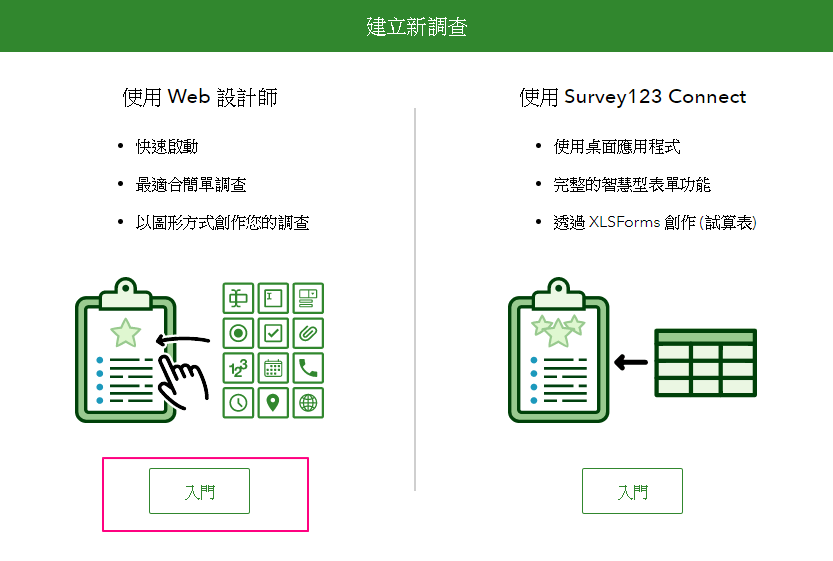 建立新調查
使用 Web 設計師
• 快速啟動
• 最適合簡單調查
• 以圖形方式創作您的調查
123
入門
使用 Survey123 Connect
• 使用桌面應用程式
• 完整的智慧型表單功能
• 透過 XLSForms 創作 (試算表)
入門